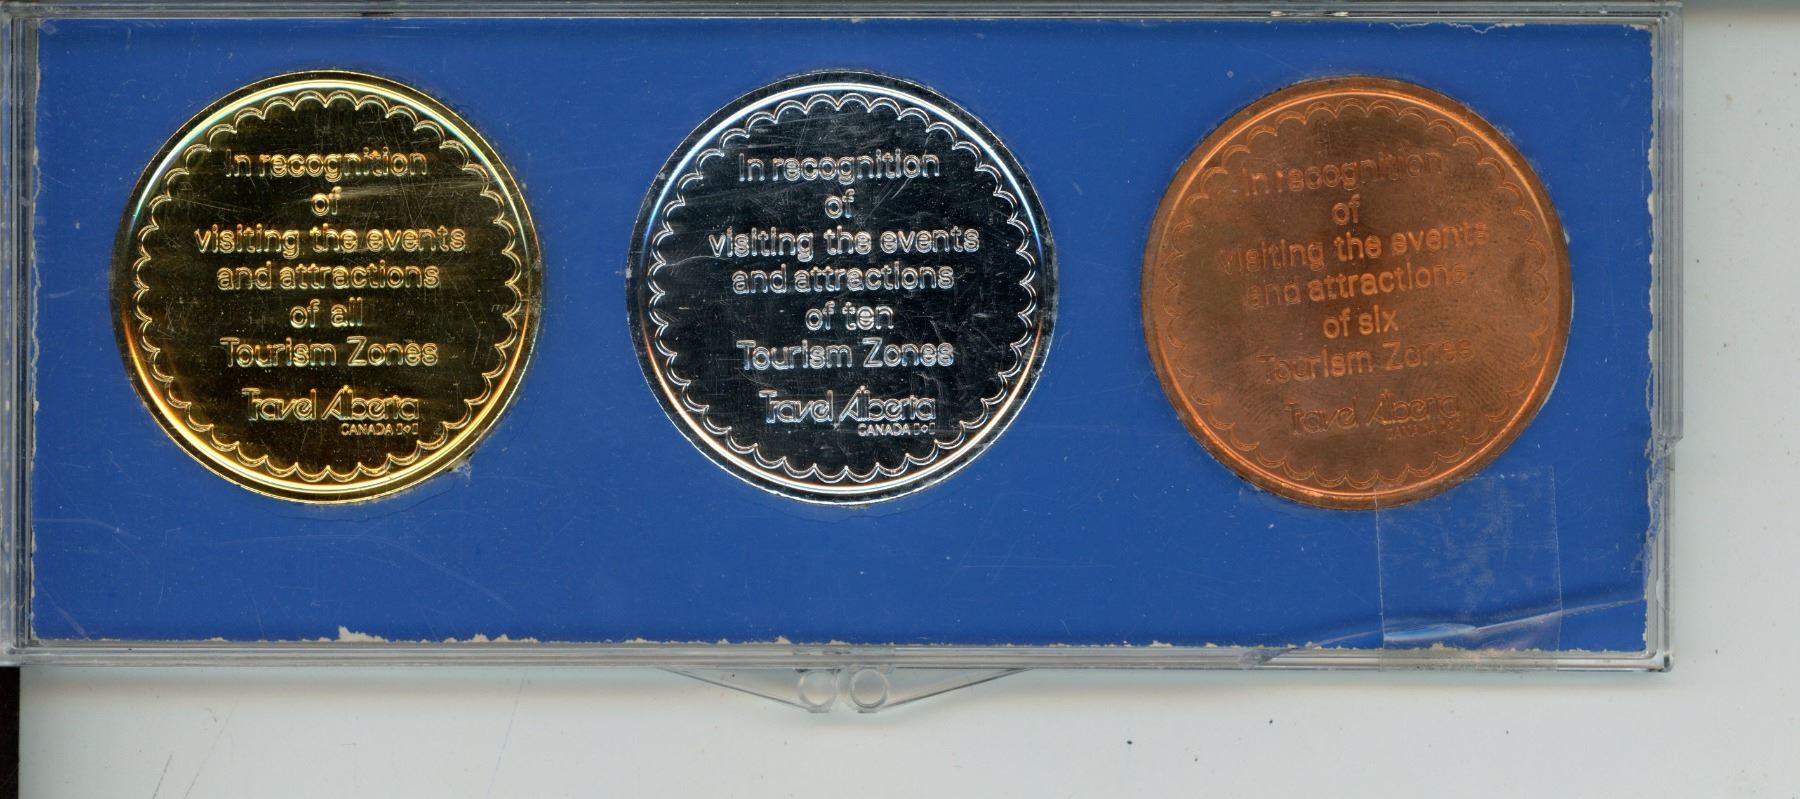 In recognition
of
visiting the events
and attractions
of all
Tourism Zones
Travel Alberta
CANADA
In recognition
of
visiting the events
and attractions
of ten
Tourism Zones
Travel Alberta
CANADA
In recognition
of
visiting the events
and attractions
of six
Tourism Zones
Travel Alberta